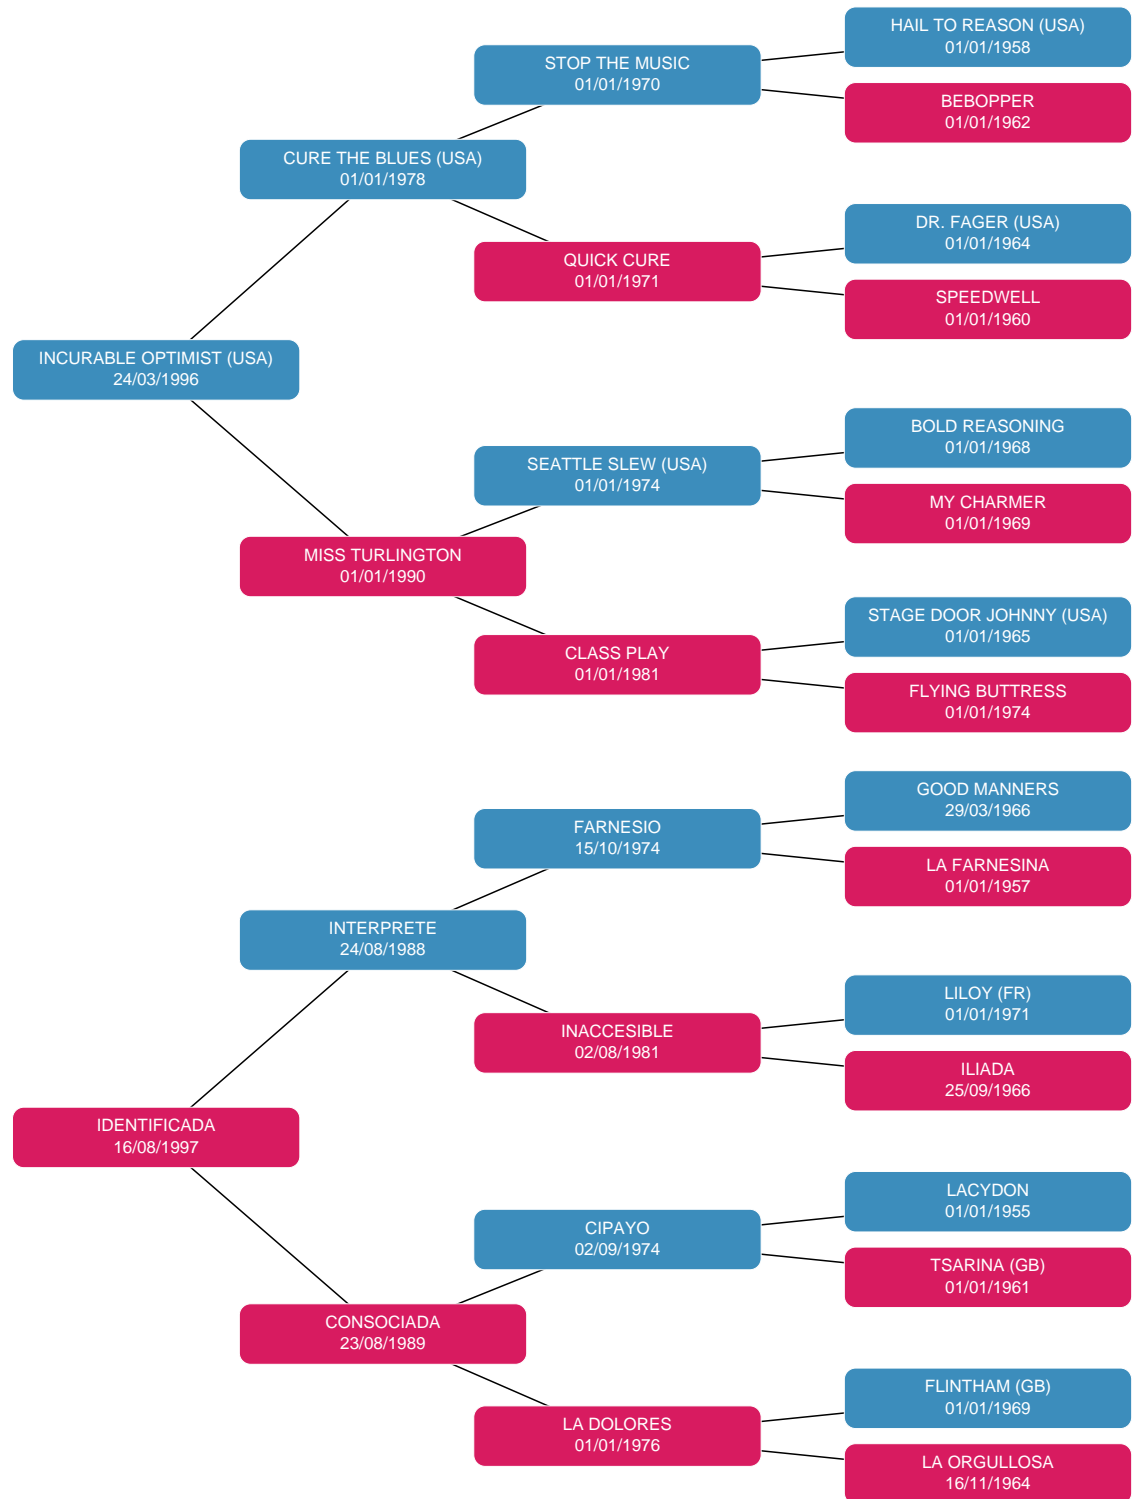 HAIL TO REASON (USA)
01/01/1958
STOP THE MUSIC
01/01/1970
BEBOPPER
01/01/1962
CURE THE BLUES (USA)
01/01/1978
DR. FAGER (USA)
01/01/1964
QUICK CURE
01/01/1971
SPEEDWELL
01/01/1960
INCURABLE OPTIMIST (USA)
24/03/1996
BOLD REASONING
01/01/1968
SEATTLE SLEW (USA)
01/01/1974
MY CHARMER
01/01/1969
MISS TURLINGTON
01/01/1990
STAGE DOOR JOHNNY (USA)
01/01/1965
CLASS PLAY
01/01/1981
FLYING BUTTRESS
01/01/1974
GOOD MANNERS
29/03/1966
FARNESIO
15/10/1974
LA FARNESINA
01/01/1957
INTERPRETE
24/08/1988
LILOY (FR)
01/01/1971
INACCESIBLE
02/08/1981
ILIADA
25/09/1966
IDENTIFICADA
16/08/1997
LACYDON
01/01/1955
CIPAYO
02/09/1974
TSARINA (GB)
01/01/1961
CONSOCIADA
23/08/1989
FLINTHAM (GB)
01/01/1969
LA DOLORES
01/01/1976
LA ORGULLOSA
16/11/1964